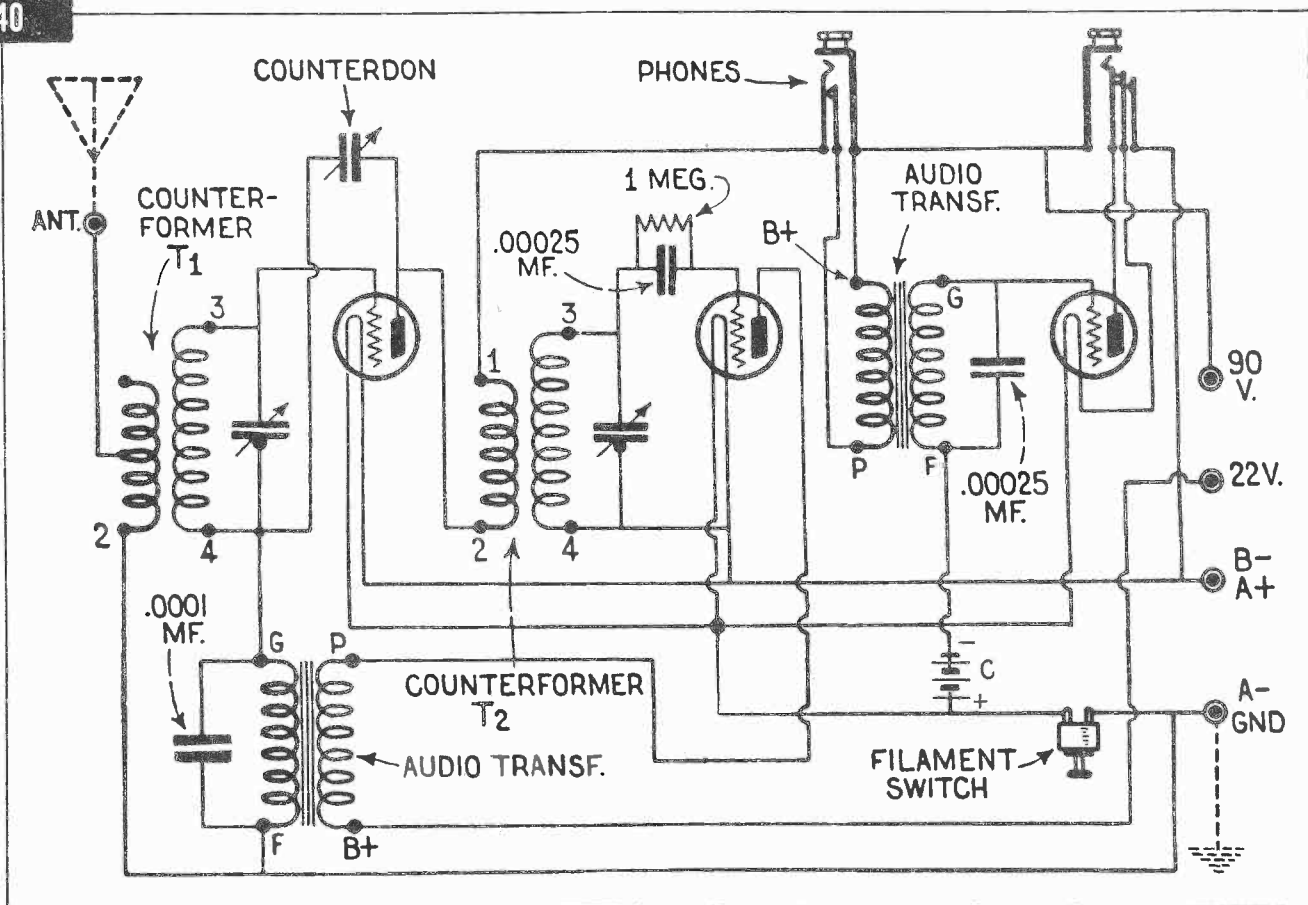 40
COUNTERDON
PHONES
ANT.
COUNTER-
FORMER
T1
1 MEG.
.00025
MF.
AUDIO
TRANSF.
B+
3
3
G
1
90
V.
2
4
2
4
P
F
.00025
MF.
22V.
B-
A+
.0001
MF.
G
P
COUNTERFORMER
T2
-
C
+
A-
GND
AUDIO TRANSF.
FILAMENT
SWITCH
F
B+